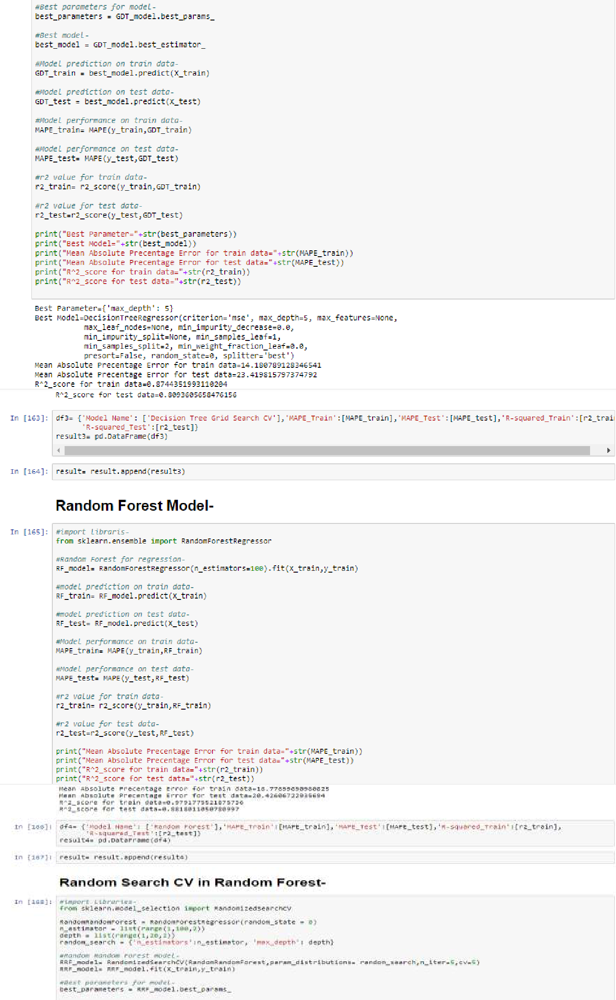 #Best parameters for model-
best_parameters = GDT_model.best_params_
#Best model-
best_model = GDT_model.best_estimator_
#Model prediction on train data-
GDT_train = best_model.predict(X_train)
#Model prediction on test data-
GDT_test = best_model.predict(X_test)
#Model performance on train data-
MAPE_train= MAPE(y_train,GDT_train)
#Model performance on test data-
MAPE_test= MAPE(y_test,GDT_test)
#r2 value for train data-
r2_train= r2_score(y_train,GDT_train)
#r2 value for test data-
r2_test=r2_score(y_test,GDT_test)
print("Best Parameter="+str(best_parameters))
print("Best Model="+str(best_model))
print("Mean Absolute Precentage Error for train data="+str(MAPE_train))
print("Mean Absolute Precentage Error for test data="+str(MAPE_test))
print("R^2_score for train data="+str(r2_train))
print("R^2_score for test data="+str(r2_test))
Best Parameter={'max_depth': 5}
Best Model=DecisionTreeRegressor(criterion='mse', max_depth=5, max_features=None,
max_leaf_nodes=None, min_impurity_decrease=0.0,
min_impurity_split=None, min_samples_leaf=1,
min_samples_split=2, min_weight_fraction_leaf=0.0,
presort=False, random_state=0, splitter='best')
Mean Absolute Precentage Error for train data=14.180789128346541
Mean Absolute Precentage Error for test data=23.419815797374792
R^2_score for train data=0.8744351993110204
R^2_score for test data=0.8093605658476156
In [163]: df3= {'Model Name': ['Decision Tree Grid Search CV'],'MAPE_Train':[MAPE_train],'MAPE_Test':[MAPE_test],'R-squared_Train':[r2_trai
'R-squared_Test':[r2_test]}
result3= pd.DataFrame(df3)
In [164]: result= result.append(result3)
Random Forest Model-
In [165]: #import libraris-
from sklearn.ensemble import RandomForestRegressor
#Random Forest for regression-
RF_model= RandomForestRegressor(n_estimators=100).fit(X_train,y_train)
#model prediction on train data-
RF_train= RF_model.predict(X_train)
#model prediction on test data-
RF_test= RF_model.predict(X_test)
#Model performance on train data-
MAPE_train= MAPE(y_train,RF_train)
#Model performance on test data-
MAPE_test= MAPE(y_test,RF_test)
#r2 value for train data-
r2_train= r2_score(y_train,RF_train)
#r2 value for test data-
r2_test=r2_score(y_test,RF_test)
print("Mean Absolute Precentage Error for train data="+str(MAPE_train))
print("Mean Absolute Precentage Error for test data="+str(MAPE_test))
print("R^2_score for train data="+str(r2_train))
print("R^2_score for test data="+str(r2_test))
Mean Absolute Precentage Error for train
Mean Absolute Precentage Error for test
R^2_score for train
R^2_score for test
In [166]: df4= {'Model Name': ['Random Forest'],'MAPE_Train':[MAPE_train],'MAPE_Test':[MAPE_test],'R-squared_Train':[r2_train],
'R-squared_Test':[r2_test]}
result4= pd.DataFrame(df4)
In [167]: result= result.append(result4)
Random Search CV in Random Forest-
In [168]: #import libraries-
from sklearn.model_selection import RandomizedSearchCV
RandomRandomForest = RandomForestRegressor(random_state = 0)
n_estimator = list(range(1,100,2))
depth = list(range(1,20,2))
random_search = {'n_estimators':n_estimator, 'max_depth': depth}
#Random Random Forest model-
RRF_model= RandomizedSearchCV(RandomRandomForest,param_distributions= random_search,n_iter=5,cv=5)
RRF_model= RRF_model.fit(X_train,y_train)
#Best parameters for model-
best_parameters = RRF_model.best_params_